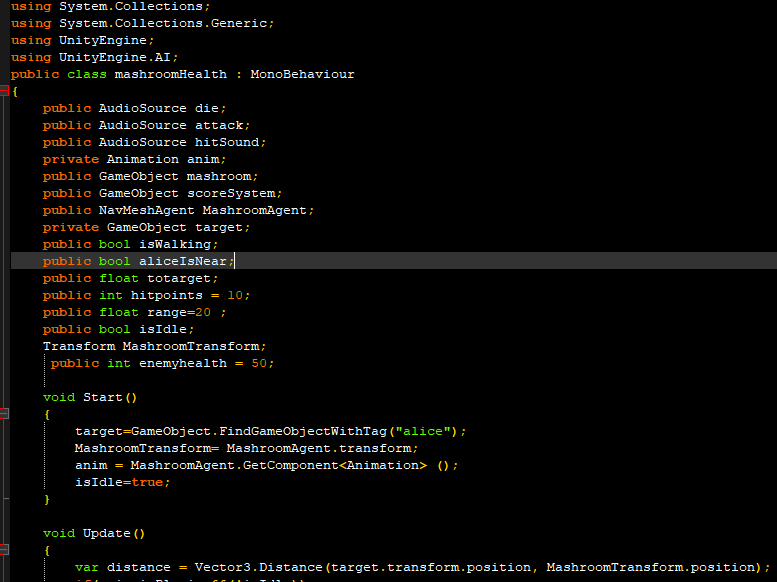 using System.Collections;
using System.Collections.Generic;
using UnityEngine;
using UnityEngine.AI;
public class mashroomHealth : MonoBehaviour
{
public AudioSource die;
public AudioSource attack;
public AudioSource hitSound;
private Animation anim;
public GameObject mashroom;
public GameObject scoreSystem;
public NavMeshAgent MashroomAgent;
private GameObject target;
public bool isWalking;
public bool aliceIsNear;
public float totarget;
public int hitpoints = 10;
public float range=20 ;
public bool isIdle;
Transform MashroomTransform;
public int enemyhealth = 50;
void Start()
{
target=GameObject.FindGameObjectWithTag("alice");
MashroomTransform= MashroomAgent.transform;
anim = MashroomAgent.GetComponent<Animation> ();
isIdle=true;
}
void Update()
{
var distance = Vector3.Distance(target.transform.position, MashroomTransform.position);